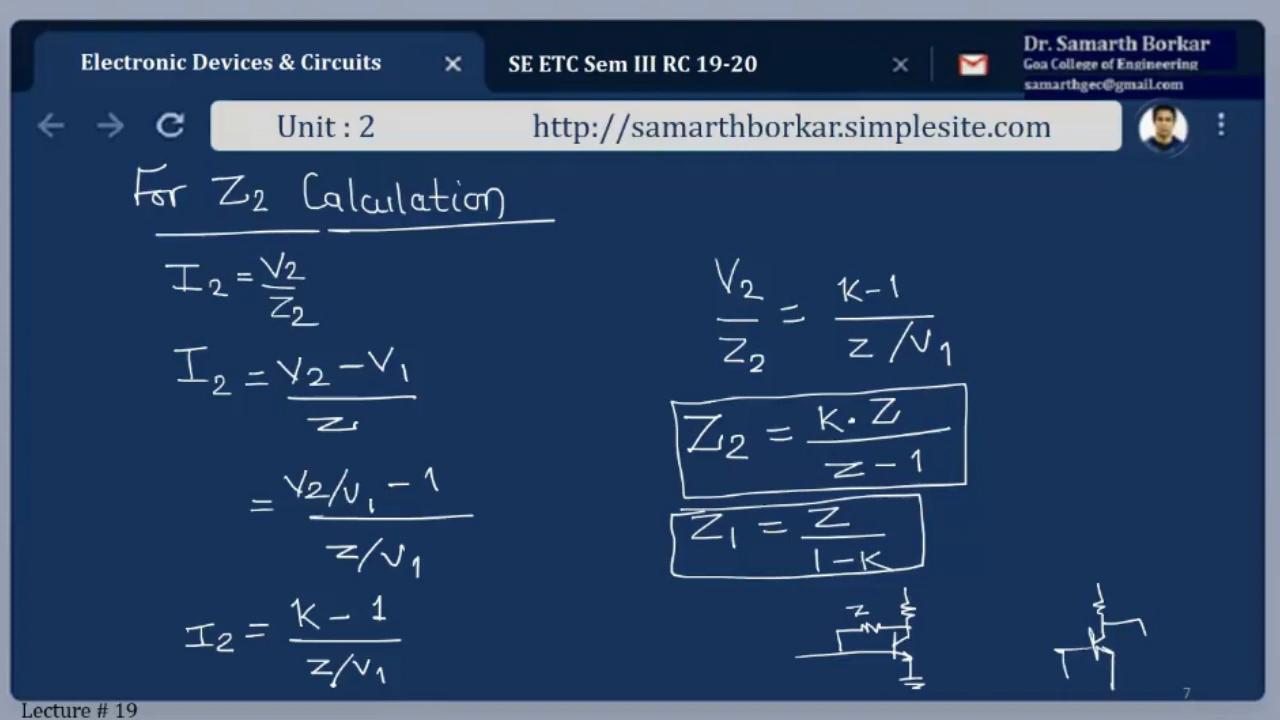 Electronic Devices & Circuits
SE ETC Sem III RC 19-20
Dr. Samarth Borkar
Goa College of Engineering
samarthgec@gmail.com
Unit : 2 http://samarthborkar.simplesite.com
For Z2 Calculation
I2 = V2/Z2
I2 = V2 - V1 / Z
= V2/V1 - 1 / Z/V1
I2 = K - 1 / Z/V1
V2/Z2 = K-1 / Z/V1
Z2 = K.Z / Z-1
Z1 = Z / 1-K
Z
7
Lecture # 19